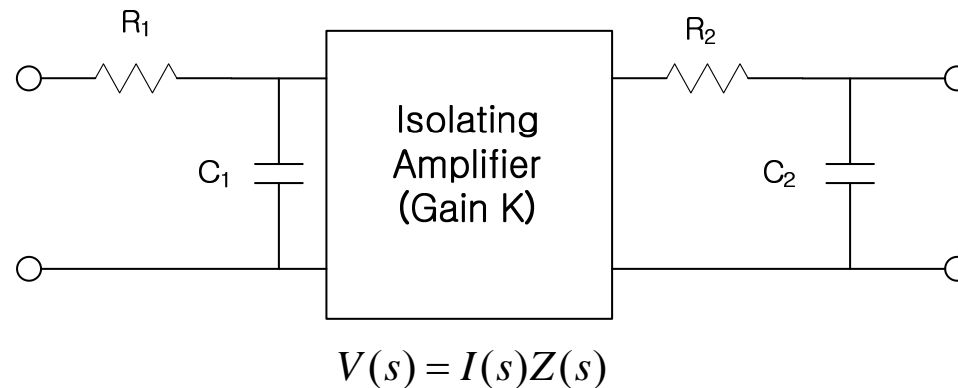 R₁
R₂
Isolating
Amplifier
(Gain K)
C₁
C₂
V(s) = I(s)Z(s)